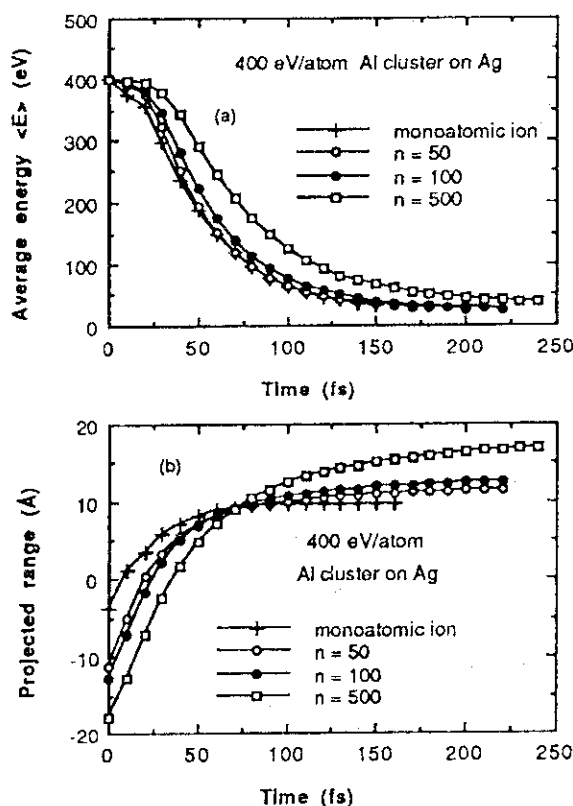 500
400 eV/atom Al cluster on Ag
400
(a)
monoatomic ion
n = 50
n = 100
n = 500
300
200
100
0
0 50 100 150 200 250
Average energy <E> (eV)
Time (fs)
20
(b)
10
400 eV/atom
Al cluster on Ag
0
monoatomic ion
n = 50
n = 100
n = 500
-10
-20
0 50 100 150 200 250
Projected range (Å)
Time (fs)